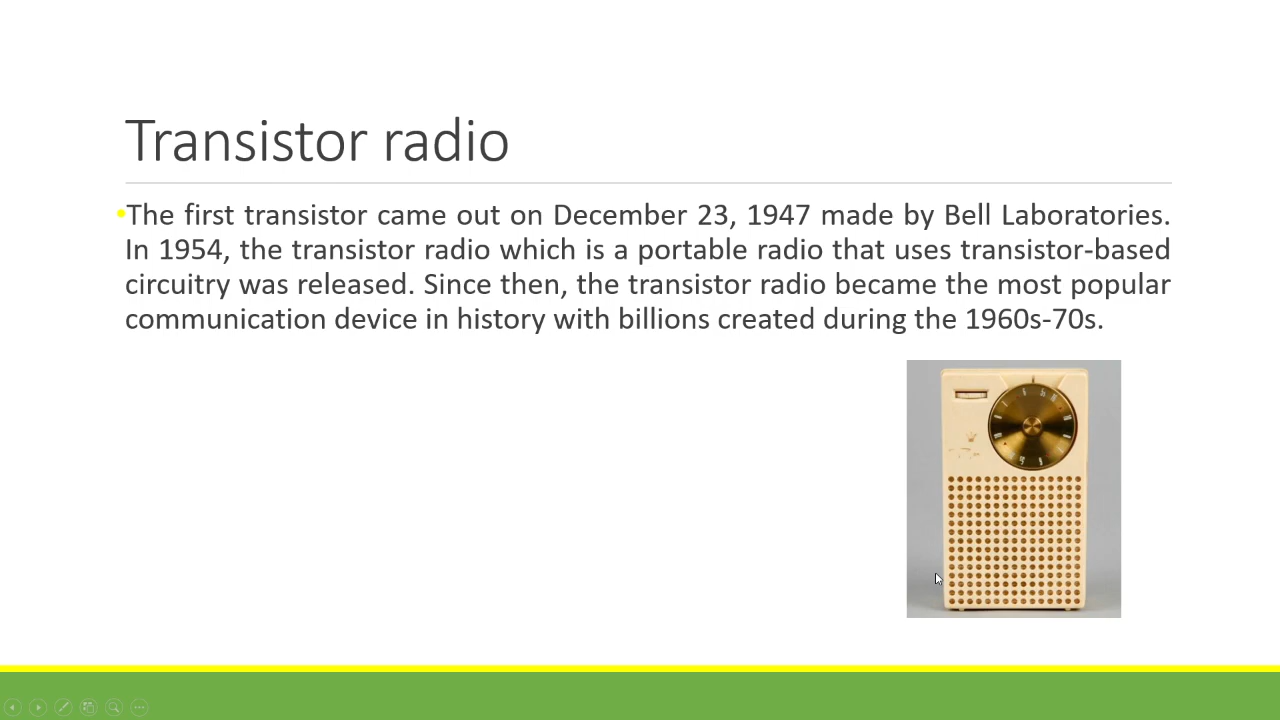 Transistor radio
•The first transistor came out on December 23, 1947 made by Bell Laboratories.
In 1954, the transistor radio which is a portable radio that uses transistor-based
circuitry was released. Since then, the transistor radio became the most popular
communication device in history with billions created during the 1960s-70s.